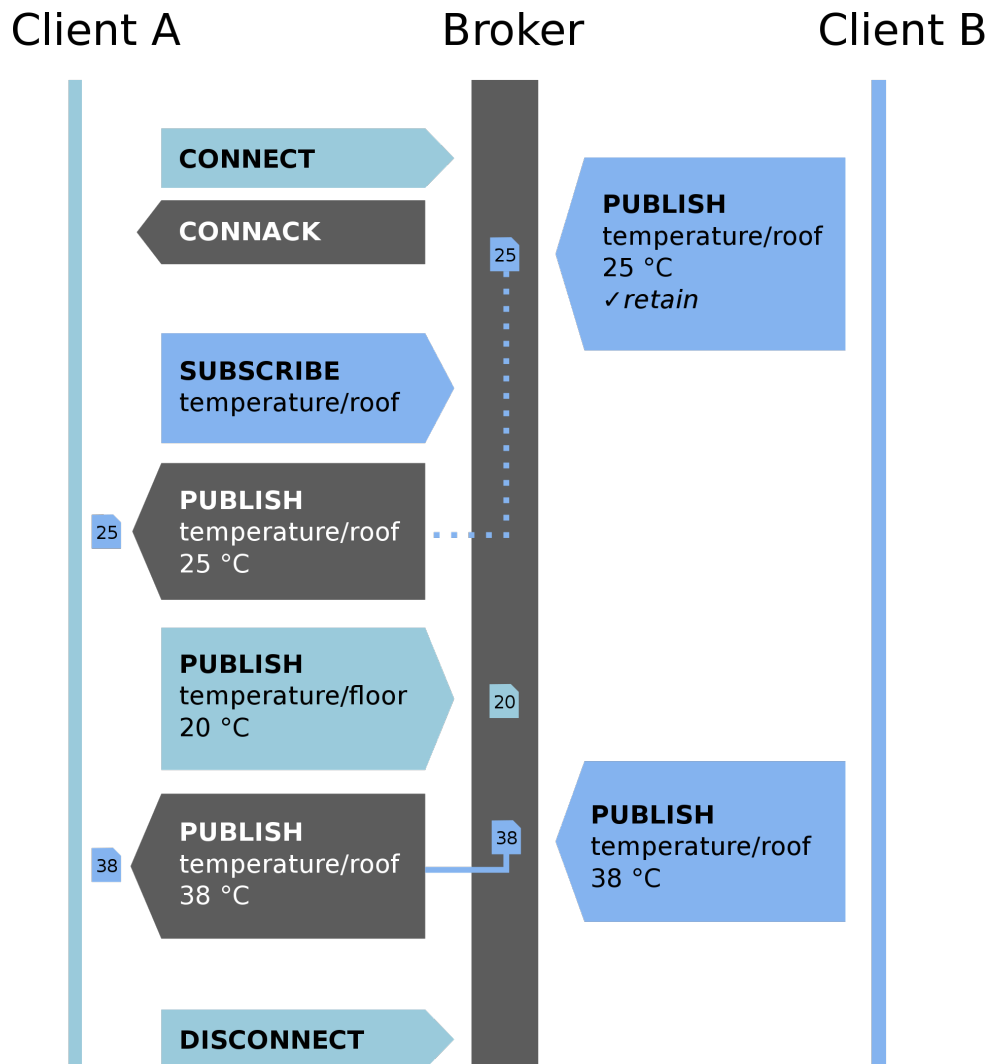 Client A
Broker
Client B
CONNECT
CONNACK
PUBLISH
temperature/roof
25 °C
✓retain
25
SUBSCRIBE
temperature/roof
PUBLISH
temperature/roof
25 °C
25
PUBLISH
temperature/floor
20 °C
20
PUBLISH
temperature/roof
38 °C
38
PUBLISH
temperature/roof
38 °C
38
DISCONNECT